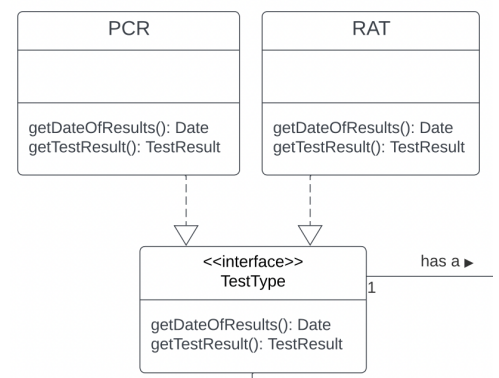 PCR
getDateOfResults(): Date
getTestResult(): TestResult
RAT
getDateOfResults(): Date
getTestResult(): TestResult
<<interface>>
TestType
getDateOfResults(): Date
getTestResult(): TestResult
has a ▶
1